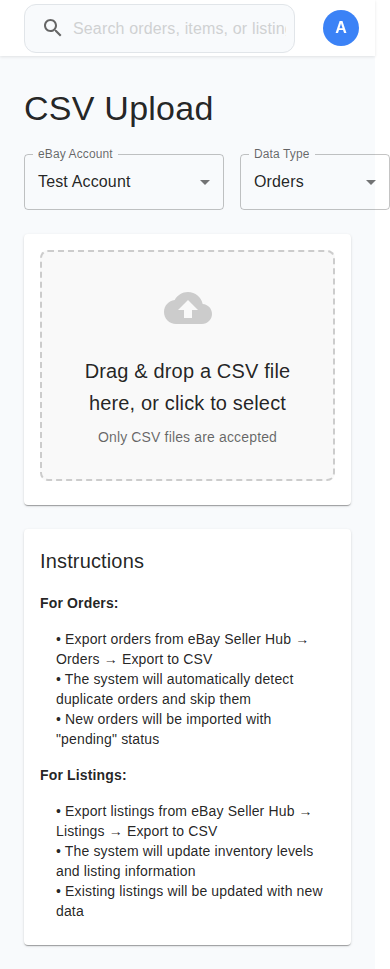 Search orders, items, or listin
A
CSV Upload
eBay Account
Test Account
Data Type
Orders
Drag & drop a CSV file
here, or click to select
Only CSV files are accepted
Instructions
For Orders:
• Export orders from eBay Seller Hub →
Orders → Export to CSV
• The system will automatically detect
duplicate orders and skip them
• New orders will be imported with
"pending" status
For Listings:
• Export listings from eBay Seller Hub →
Listings → Export to CSV
• The system will update inventory levels
and listing information
• Existing listings will be updated with new
data